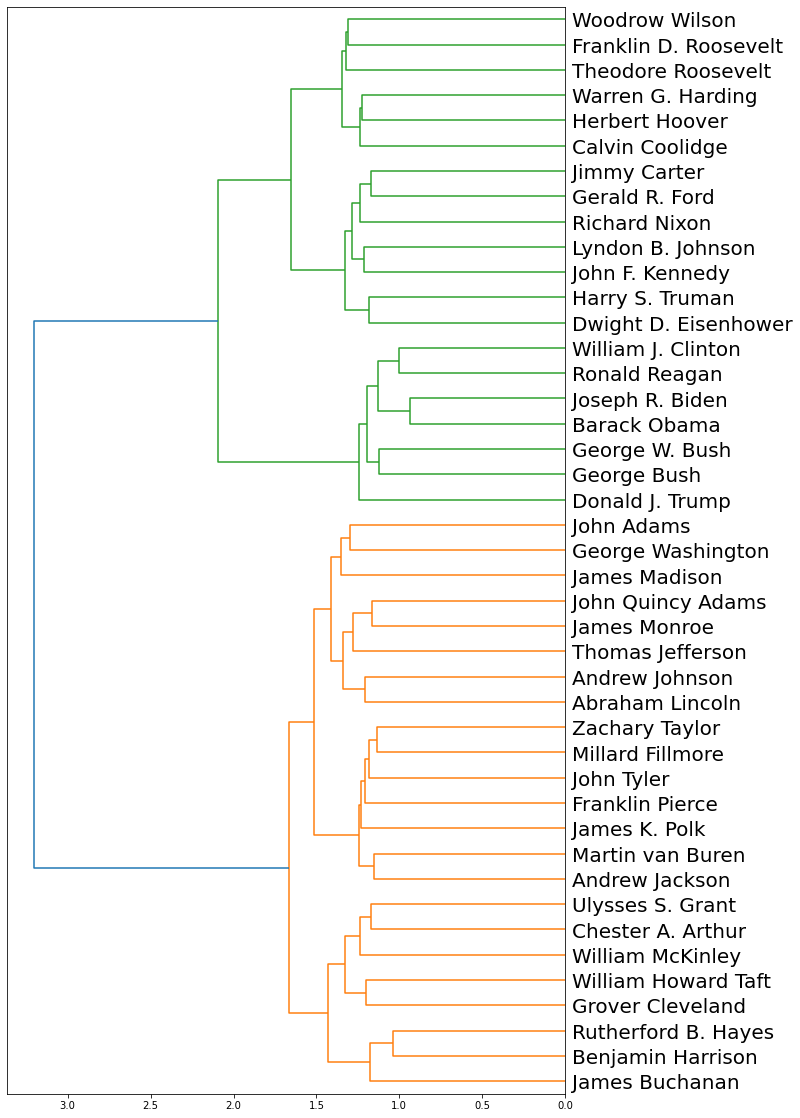 Woodrow Wilson
Franklin D. Roosevelt
Theodore Roosevelt
Warren G. Harding
Herbert Hoover
Calvin Coolidge
Jimmy Carter
Gerald R. Ford
Richard Nixon
Lyndon B. Johnson
John F. Kennedy
Harry S. Truman
Dwight D. Eisenhower
William J. Clinton
Ronald Reagan
Joseph R. Biden
Barack Obama
George W. Bush
George Bush
Donald J. Trump
John Adams
George Washington
James Madison
John Quincy Adams
James Monroe
Thomas Jefferson
Andrew Johnson
Abraham Lincoln
Zachary Taylor
Millard Fillmore
John Tyler
Franklin Pierce
James K. Polk
Martin van Buren
Andrew Jackson
Ulysses S. Grant
Chester A. Arthur
William McKinley
William Howard Taft
Grover Cleveland
Rutherford B. Hayes
Benjamin Harrison
James Buchanan
3.0 2.5 2.0 1.5 1.0 0.5 0.0